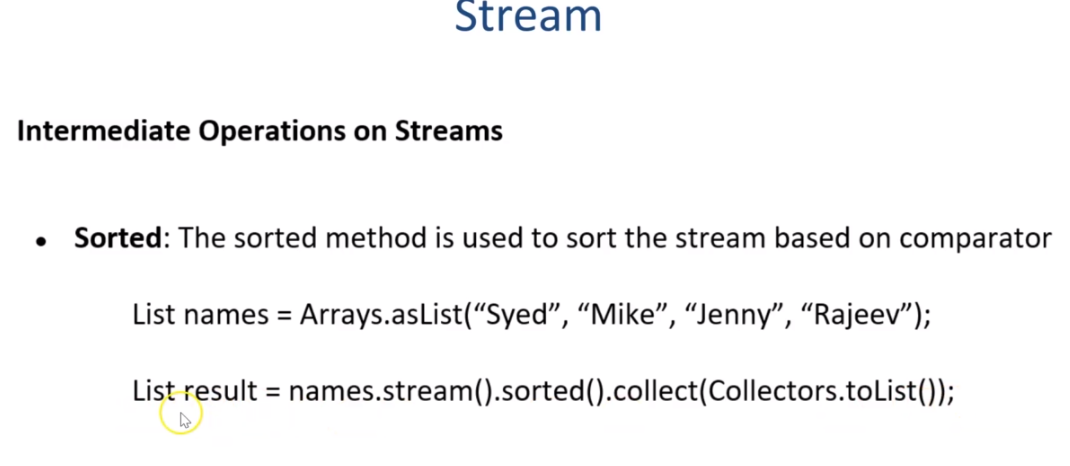 Stream
Intermediate Operations on Streams
• Sorted: The sorted method is used to sort the stream based on comparator
List names = Arrays.asList(“Syed”, “Mike”, “Jenny”, “Rajeev”);
List result = names.stream().sorted().collect(Collectors.toList());